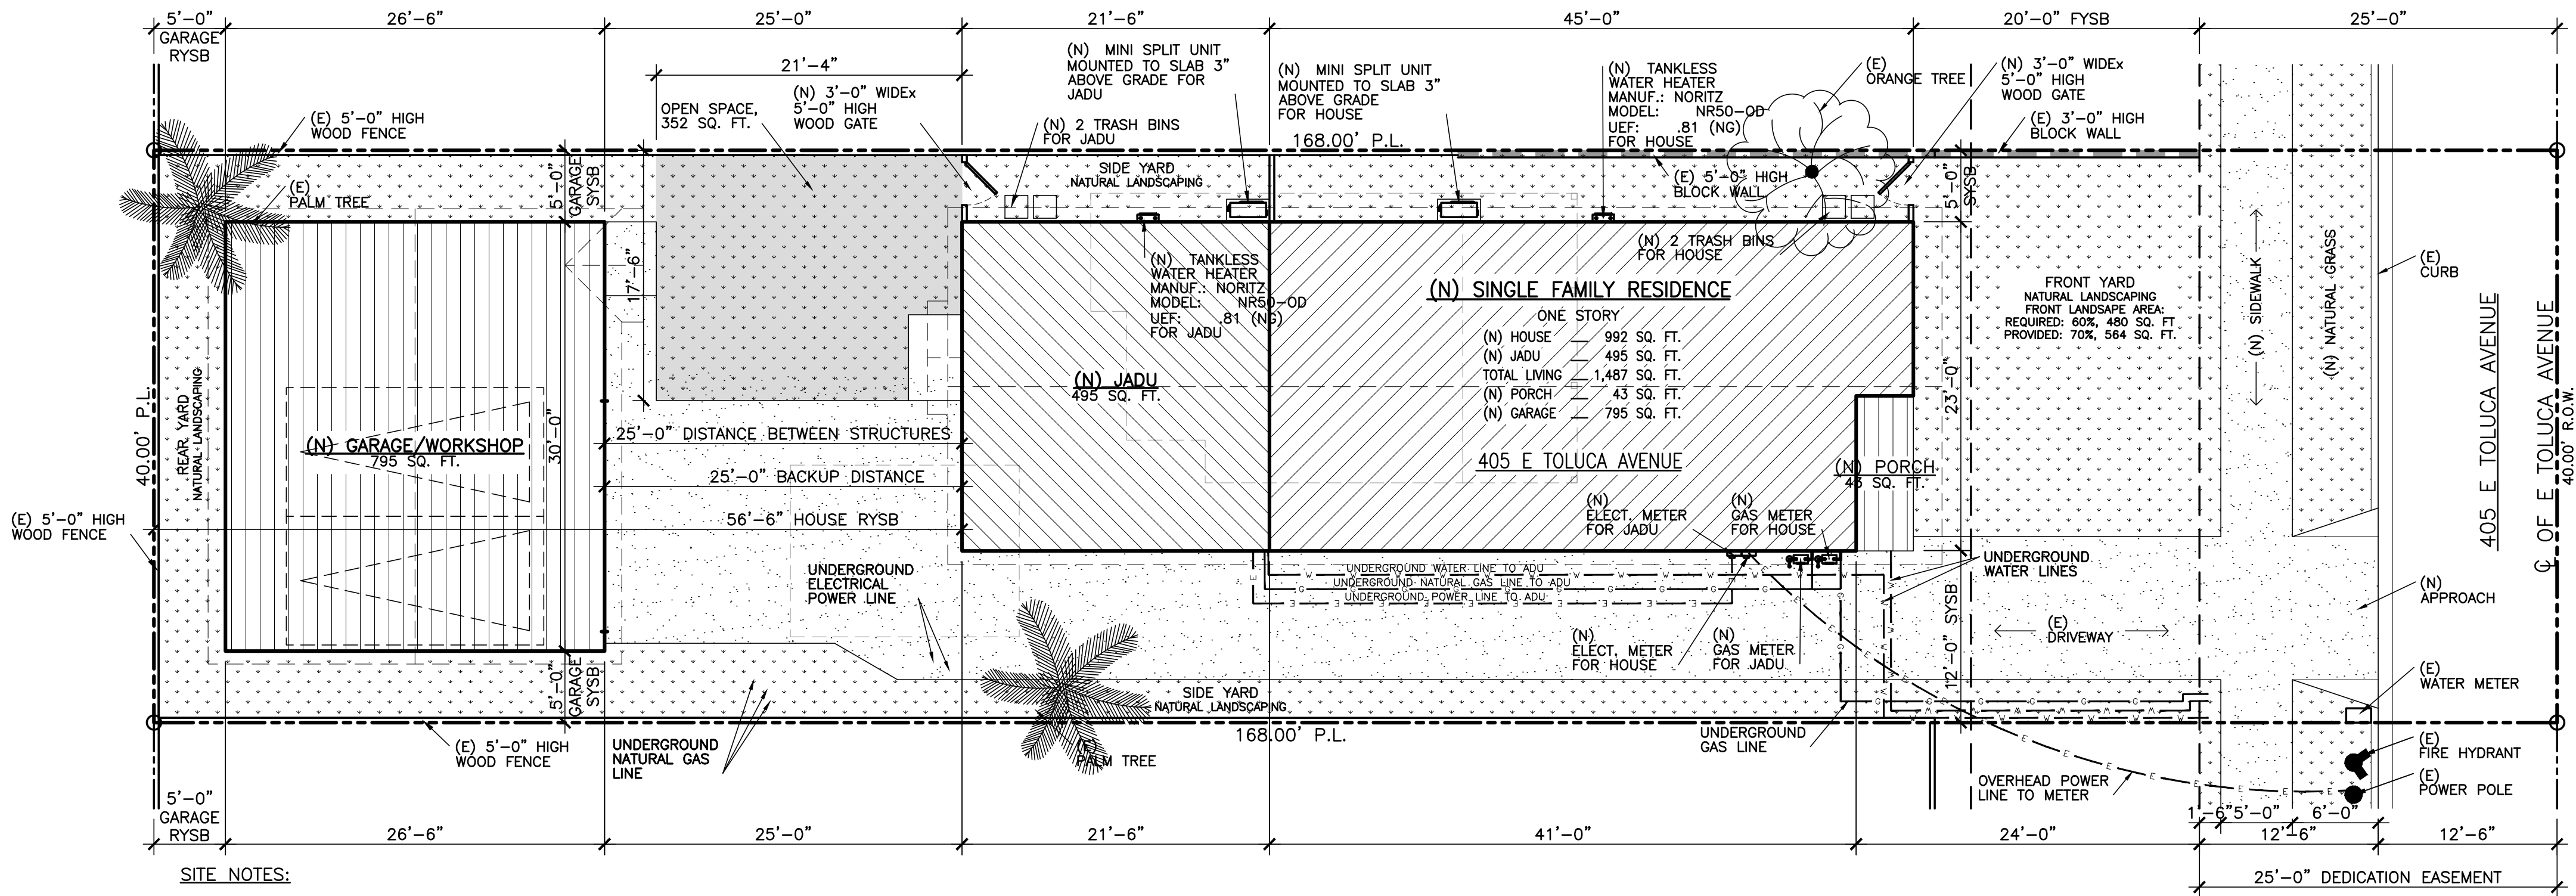 5'-0"
26'-6"
25'-0"
21'-6"
45'-0"
20'-0" FYSB
25'-0"
GARAGE
RYSB
21'-4"
(E) 5'-0" HIGH
WOOD FENCE
OPEN SPACE,
352 SQ. FT.
(N) 3'-0" WIDEx
5'-0" HIGH
WOOD GATE
(N) MINI SPLIT UNIT
MOUNTED TO SLAB 3"
ABOVE GRADE FOR
JADU
(N) 2 TRASH BINS
FOR JADU
(N) MINI SPLIT UNIT
MOUNTED TO SLAB 3"
ABOVE GRADE
FOR HOUSE
168.00' P.L.
(N) TANKLESS
WATER HEATER
MANUF.: NORITZ
MODEL: NR50-OD
UEF: .81 (NG)
FOR HOUSE
(E)
ORANGE TREE
(N) 3'-0" WIDEx
5'-0" HIGH
WOOD GATE
(E) 3'-0" HIGH
BLOCK WALL
(E)
PALM TREE
5'-0"
GARAGE
SYSB
SIDE YARD
NATURAL LANDSCAPING
(E) 5'-0" HIGH
BLOCK WALL
5'-0"
SYSB
17'-6"
(N) TANKLESS
WATER HEATER
MANUF.: NORITZ
MODEL: NR50-OD
UEF: .81 (NG)
FOR JADU
(N) 2 TRASH BINS
FOR HOUSE
(N) SINGLE FAMILY RESIDENCE
ONE STORY
(N) HOUSE __ 992 SQ. FT.
(N) JADU __ 495 SQ. FT.
TOTAL LIVING __ 1,487 SQ. FT.
(N) PORCH __ 43 SQ. FT.
(N) GARAGE __ 795 SQ. FT.
FRONT YARD
NATURAL LANDSCAPING
FRONT LANDSAPE AREA:
REQUIRED: 60%, 480 SQ. FT
PROVIDED: 70%, 564 SQ. FT.
(N) SIDEWALK
(N) NATURAL GRASS
(E)
CURB
405 E TOLUCA AVENUE
℄ OF E TOLUCA AVENUE
40.00' R.O.W.
40.00' P.L.
REAR YARD
NATURAL LANDSCAPING
(N) GARAGE/WORKSHOP
795 SQ. FT.
30'-0"
(N) JADU
495 SQ. FT.
23'-0"
25'-0" DISTANCE BETWEEN STRUCTURES
25'-0" BACKUP DISTANCE
56'-6" HOUSE RYSB
405 E TOLUCA AVENUE
(N) PORCH
43 SQ. FT.
(E) 5'-0" HIGH
WOOD FENCE
(N)
ELECT. METER
FOR JADU
(N)
GAS METER
FOR HOUSE
UNDERGROUND
ELECTRICAL
POWER LINE
UNDERGROUND WATER LINE TO ADU
UNDERGROUND NATURAL GAS LINE TO ADU
UNDERGROUND POWER LINE TO ADU
UNDERGROUND
WATER LINES
(N)
APPROACH
(N)
ELECT. METER
FOR HOUSE
(N)
GAS METER
FOR JADU
12'-0" SYSB
(E)
DRIVEWAY
5'-0"
GARAGE
SYSB
SIDE YARD
NATURAL LANDSCAPING
(E)
WATER METER
(E) 5'-0" HIGH
WOOD FENCE
UNDERGROUND
NATURAL GAS
LINE
(E)
PALM TREE
168.00' P.L.
UNDERGROUND
GAS LINE
OVERHEAD POWER
LINE TO METER
(E)
FIRE HYDRANT
(E)
POWER POLE
5'-0"
GARAGE
RYSB
26'-6"
25'-0"
21'-6"
41'-0"
24'-0"
1'-6"
5'-0"
6'-0"
12'-6"
12'-6"
SITE NOTES:
25'-0" DEDICATION EASEMENT